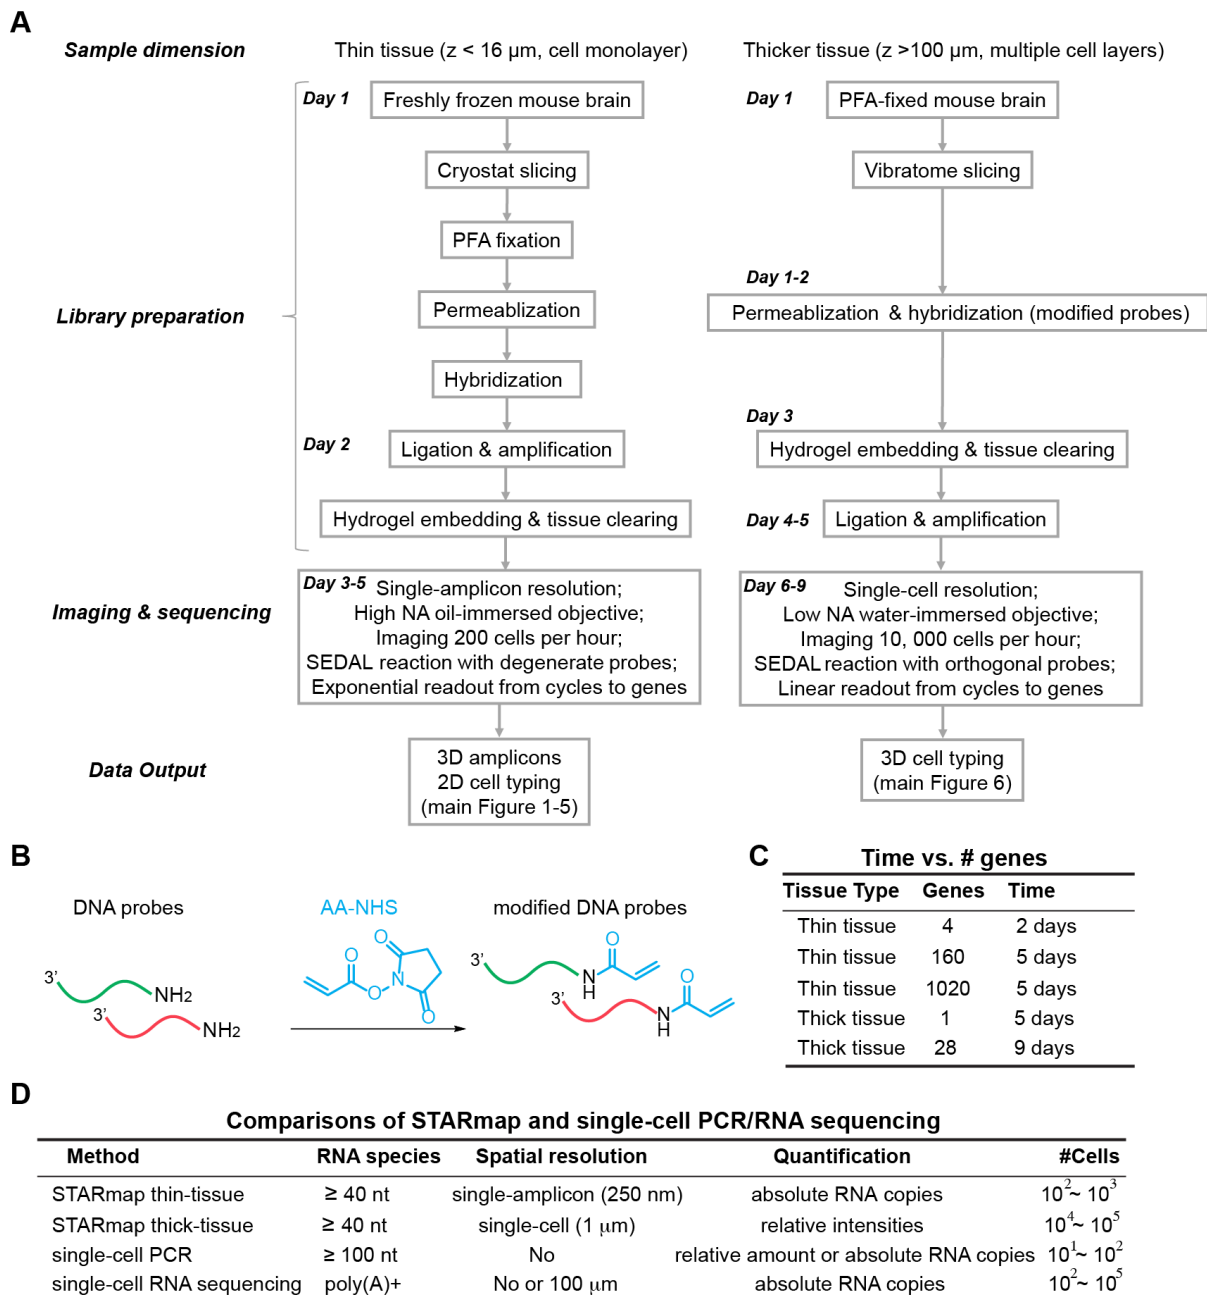 A
Sample dimension
Thin tissue (z < 16 µm, cell monolayer)
Thicker tissue (z >100 µm, multiple cell layers)
Library preparation
Day 1
Freshly frozen mouse brain
Cryostat slicing
PFA fixation
Permeablization
Hybridization
Day 2
Ligation & amplification
Hydrogel embedding & tissue clearing
Day 1
PFA-fixed mouse brain
Vibratome slicing
Day 1-2
Permeablization & hybridization (modified probes)
Day 3
Hydrogel embedding & tissue clearing
Day 4-5
Ligation & amplification
Imaging & sequencing
Day 3-5
Single-amplicon resolution;
High NA oil-immersed objective;
Imaging 200 cells per hour;
SEDAL reaction with degenerate probes;
Exponential readout from cycles to genes
Day 6-9
Single-cell resolution;
Low NA water-immersed objective;
Imaging 10, 000 cells per hour;
SEDAL reaction with orthogonal probes;
Linear readout from cycles to genes
Data Output
3D amplicons
2D cell typing
(main Figure 1-5)
3D cell typing
(main Figure 6)
B
DNA probes
3’
NH2
3’
NH2
AA-NHS
O
O
O
N
O
modified DNA probes
3’
N
H
O
3’
N
H
O
C
Time vs. # genes
Tissue Type Genes Time
Thin tissue 4 2 days
Thin tissue 160 5 days
Thin tissue 1020 5 days
Thick tissue 1 5 days
Thick tissue 28 9 days
D
Comparisons of STARmap and single-cell PCR/RNA sequencing
Method RNA species Spatial resolution Quantification #Cells
STARmap thin-tissue ≥ 40 nt single-amplicon (250 nm) absolute RNA copies 10²~ 10³
STARmap thick-tissue ≥ 40 nt single-cell (1 µm) relative intensities 10⁴~ 10⁵
single-cell PCR ≥ 100 nt No relative amount or absolute RNA copies 10¹~ 10²
single-cell RNA sequencing poly(A)+ No or 100 µm absolute RNA copies 10²~ 10⁵